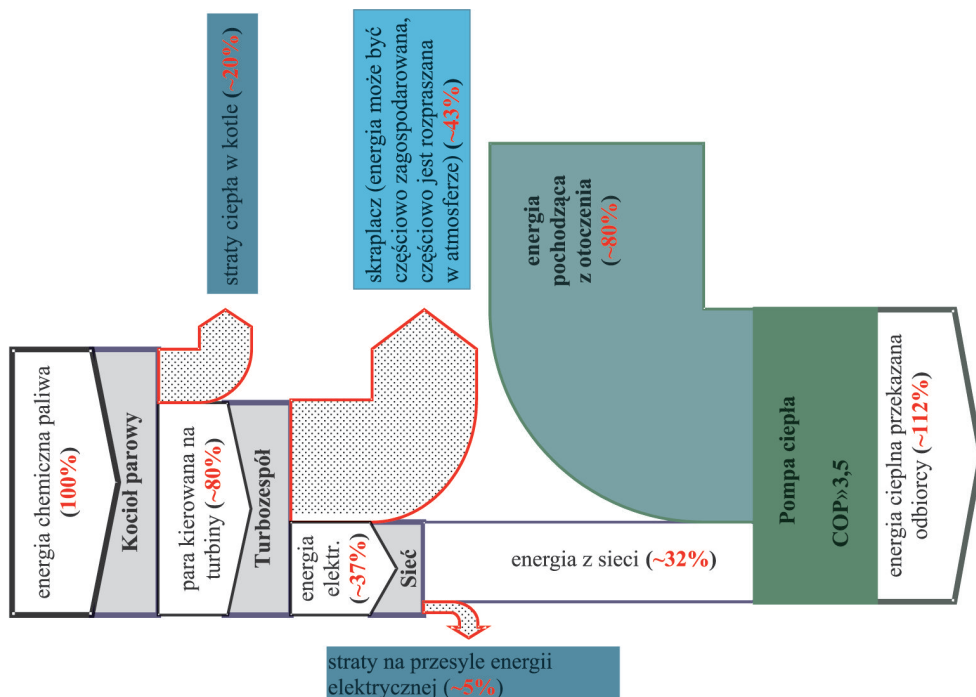 energia chemiczna paliwa
(100%)
Kocioł parowy
straty ciepła w kotle (~20%)
para kierowana na
turbiny (~80%)
Turbozespół
skraplacz (energia może być
częściowo zagospodarowana,
częściowo jest rozpraszana
w atmosferze) (~43%)
energia
elektr.
(~37%)
Sieć
straty na przesyle energii
elektrycznej (~5%)
energia z sieci (~32%)
energia
pochodząca
z otoczenia
(~80%)
Pompa ciepła
COP»3,5
energia cieplna przekazana
odbiorcy (~112%)